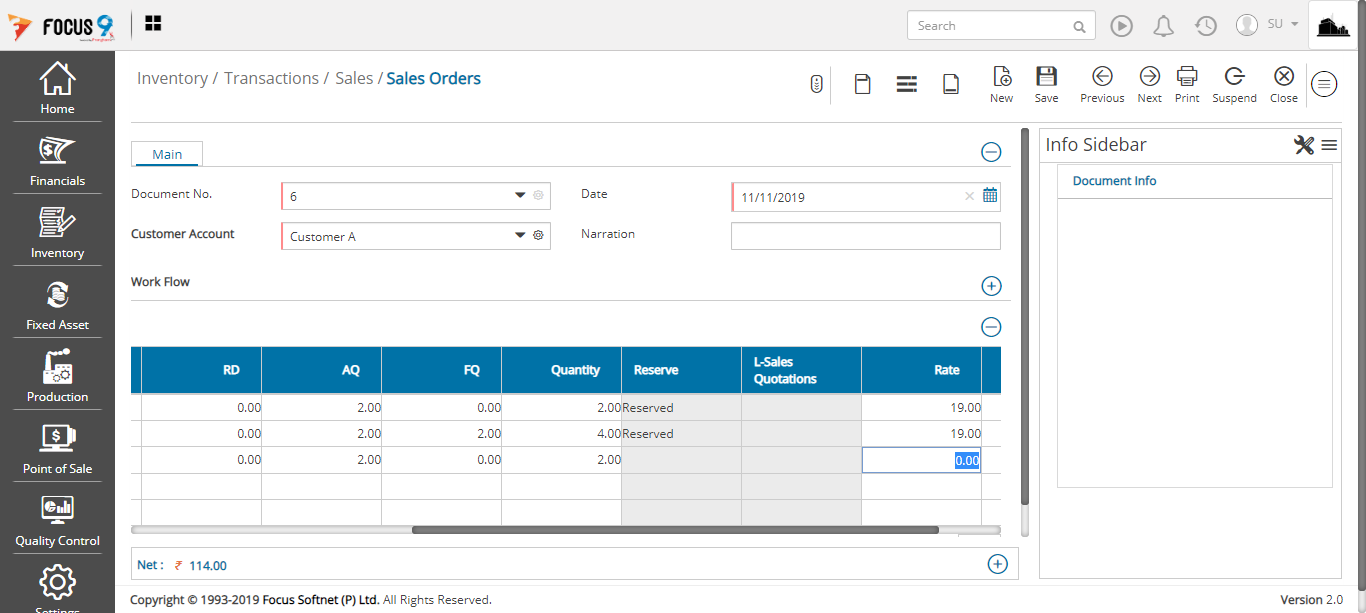 FOCUS 9
Search
SU
Home
Financials
Inventory
Fixed Asset
Production
Point of Sale
Quality Control
Settings
Inventory / Transactions / Sales / Sales Orders
New
Save
Previous
Next
Print
Suspend
Close
Main
Document No.
6
Date
11/11/2019
Customer Account
Customer A
Narration
Work Flow
RD AQ FQ Quantity Reserve L-Sales Quotations Rate
0.00 2.00 0.00 2.00 Reserved 19.00
0.00 2.00 2.00 4.00 Reserved 19.00
0.00 2.00 0.00 2.00 0.00
Net : ₹ 114.00
Info Sidebar
Document Info
Copyright © 1993-2019 Focus Softnet (P) Ltd. All Rights Reserved.
Version 2.0